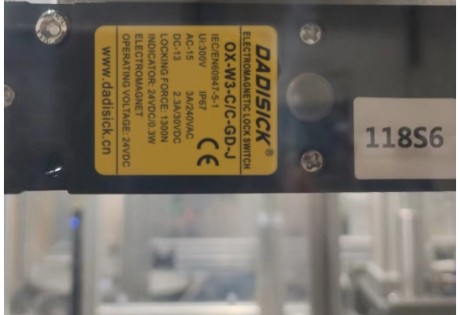 DADISICK®
ELECTROMAGNETIC LOCK SWITCH
OX-W3-C/C-GD-J
IEC/EN60947-5-1
Ui:300V IP67 CE
AC-15 3A/240VAC
DC-13 2.3A/30VDC
LOCKING FORCE: 1300N
INDICATOR: 24VDC/0.3W
ELECTROMAGNET
OPERATING VOLTAGE: 24VDC
www.dadisick.cn
118S6